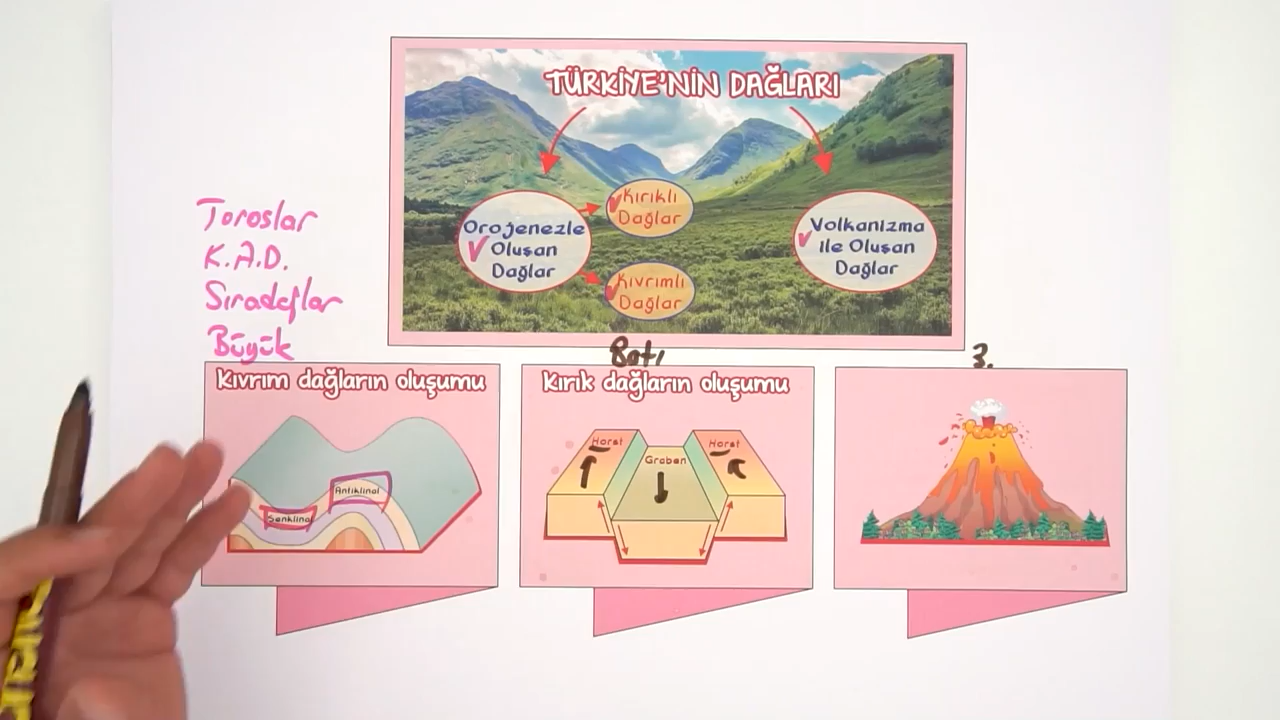 TÜRKİYE'NİN DAĞLARI
Orojenezle
Oluşan
Dağlar
Kırıklı
Dağlar
Kıvrımlı
Dağlar
Volkanizma
ile Oluşan
Dağlar
Toroslar
K.A.D.
Sıradağlar
Büyük
Batı
3.
Kıvrım dağların oluşumu
Antiklinal
Senklinal
Kırık dağların oluşumu
Horst
Graben
Horst